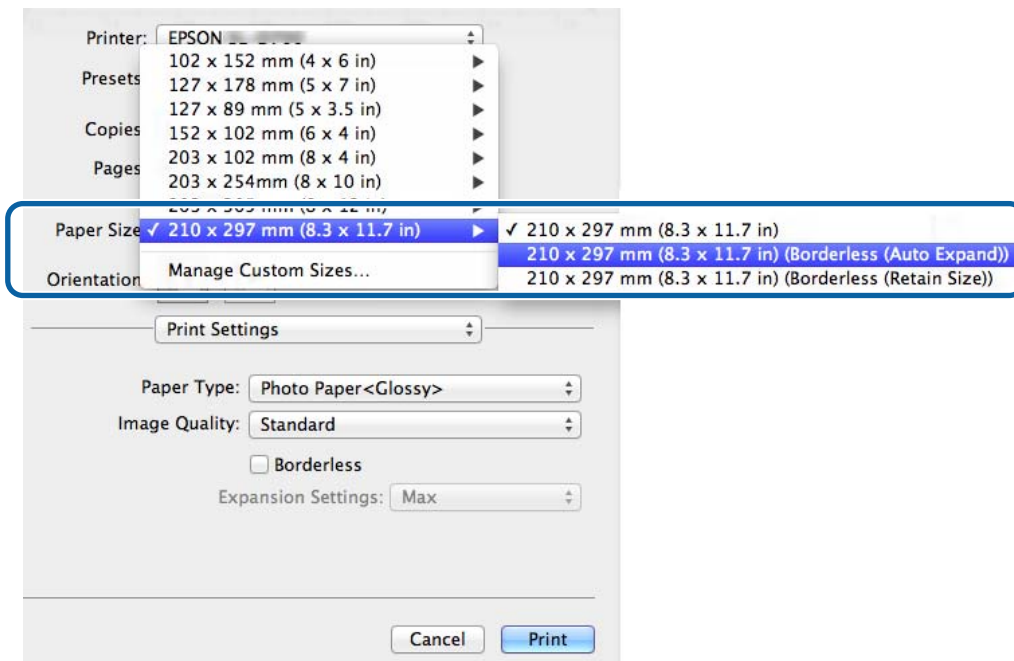 Printer: EPSON
102 x 152 mm (4 x 6 in)
Presets
127 x 178 mm (5 x 7 in)
127 x 89 mm (5 x 3.5 in)
Copies
152 x 102 mm (6 x 4 in)
203 x 102 mm (8 x 4 in)
Pages
203 x 254mm (8 x 10 in)
Paper Size ✓ 210 x 297 mm (8.3 x 11.7 in) ✓ 210 x 297 mm (8.3 x 11.7 in)
210 x 297 mm (8.3 x 11.7 in) (Borderless (Auto Expand))
Manage Custom Sizes...
Orientation
210 x 297 mm (8.3 x 11.7 in) (Borderless (Retain Size))
Print Settings
Paper Type: Photo Paper<Glossy>
Image Quality: Standard
Borderless
Expansion Settings: Max
Cancel Print